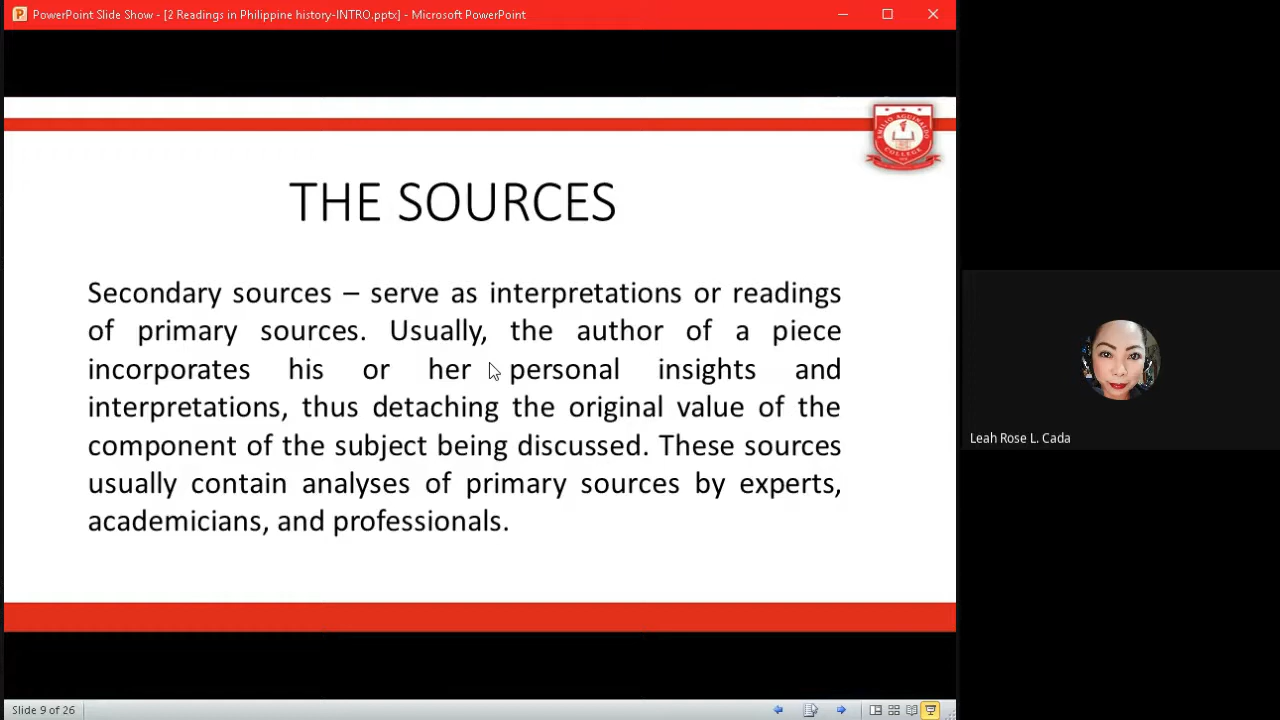 PowerPoint Slide Show - [2 Readings in Philippine history-INTRO.pptx] - Microsoft PowerPoint
EMILIO AGUINALDO
COLLEGE
THE SOURCES
Secondary sources – serve as interpretations or readings
of primary sources. Usually, the author of a piece
incorporates his or her personal insights and
interpretations, thus detaching the original value of the
component of the subject being discussed. These sources
usually contain analyses of primary sources by experts,
academicians, and professionals.
Leah Rose L. Cada
Slide 9 of 26